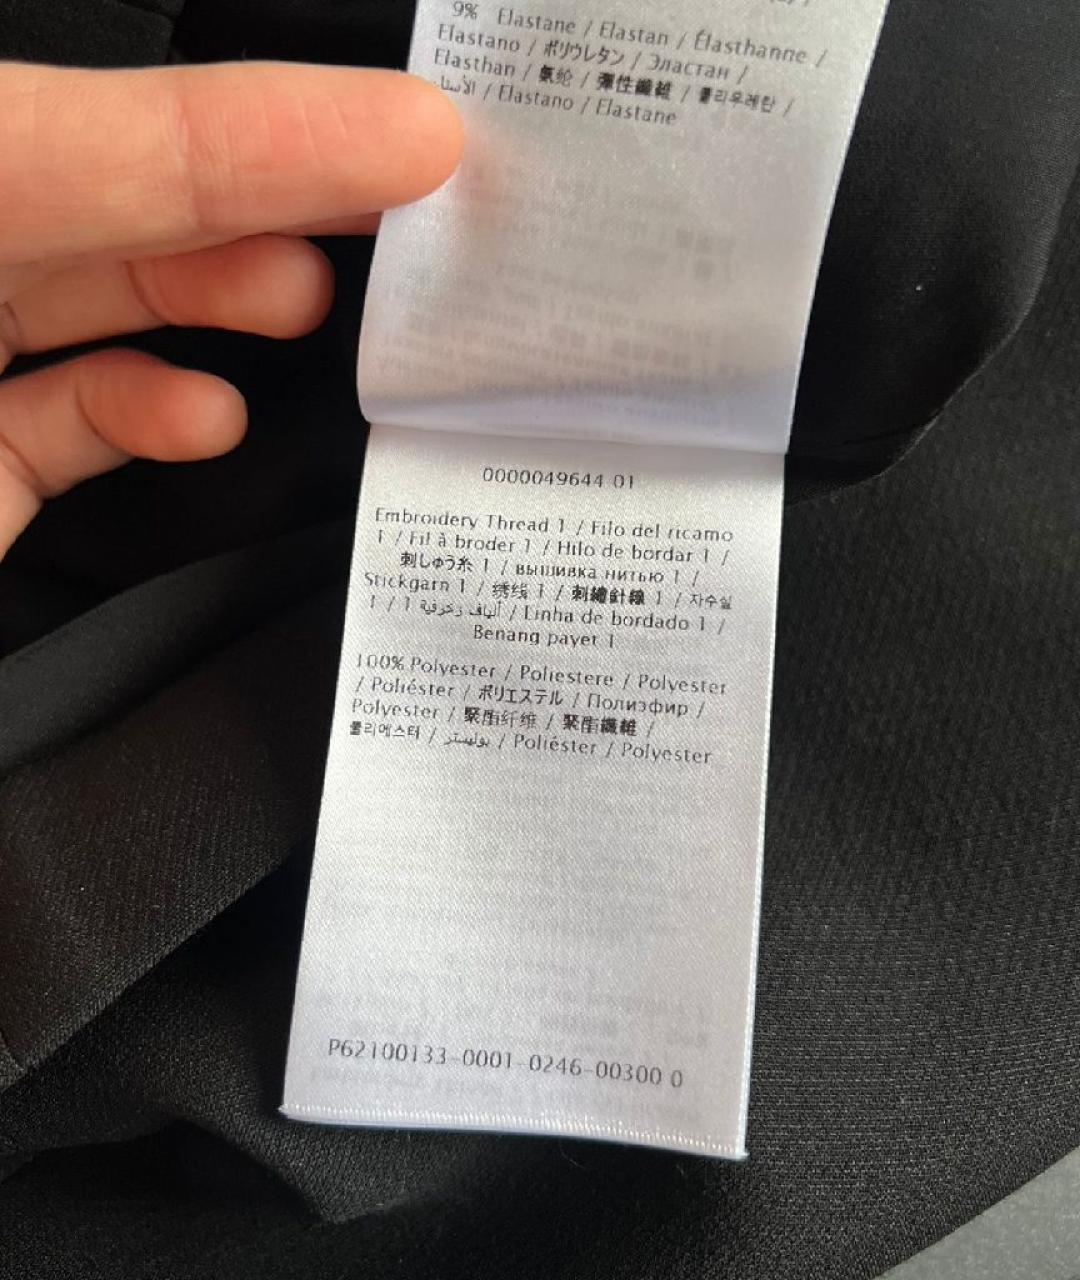 9% Elastane / Elastan / Élasthanne /
Elastano / ポリウレタン / Эластан /
Elasthan / 氨纶 / 彈性纖維 / 폴리우레탄 /
/ Elastano / Elastane
0000049644 01
Embroidery Thread 1 / Filo del ricamo
1 / Fil à broder 1 / Hilo de bordar 1 /
刺しゅう糸 1 / вышивка нитью 1 /
Stickgarn 1 / 绣线 1 / 刺繡針線 1 / 자수실
1 / 1 ألياف زخرفية / Linha de bordado 1 /
Benang payet 1
100% Polyester / Poliestere / Polyester
/ Poliéster / ポリエステル / Полиэфир /
Polyester / 聚酯纤维 / 聚酯纖維 /
폴리에스터 / بوليستر / Poliéster / Polyester
P62100133-0001-0246-00300 0